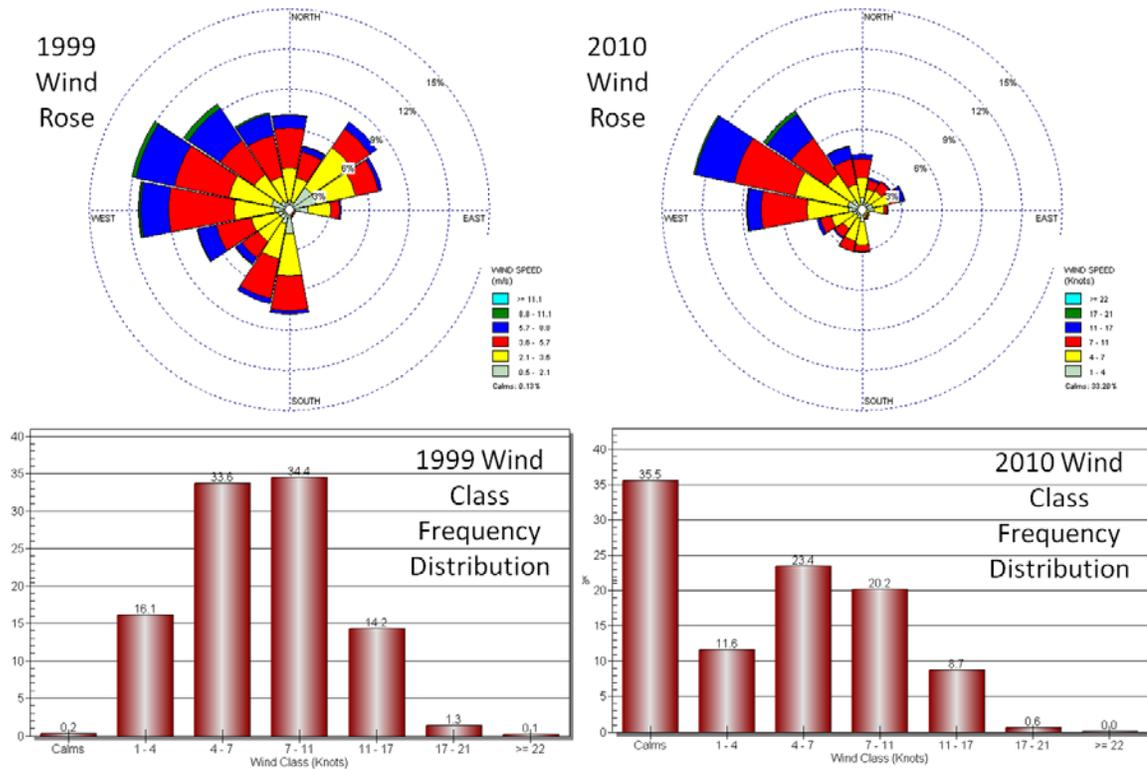 1999
Wind
Rose
NORTH
15%
12%
9%
6%
3%
WEST
EAST
SOUTH
WIND SPEED
(m/s)
>= 11.1
8.8 - 11.1
5.7 - 8.8
3.6 - 5.7
2.1 - 3.6
0.5 - 2.1
Calms: 0.13%
2010
Wind
Rose
NORTH
15%
12%
9%
6%
3%
WEST
EAST
SOUTH
WIND SPEED
(Knots)
>= 22
17 - 21
11 - 17
7 - 11
4 - 7
1 - 4
Calms: 33.20%
1999 Wind
Class
Frequency
Distribution
40
35
30
25
20
15
10
5
0
0.2
16.1
33.6
34.4
14.2
1.3
0.1
Calms 1 - 4 4 - 7 7 - 11 11 - 17 17 - 21 >= 22
Wind Class (Knots)
2010 Wind
Class
Frequency
Distribution
%
40
35
30
25
20
15
10
5
0
35.5
11.6
23.4
20.2
8.7
0.6
0.0
Calms 1 - 4 4 - 7 7 - 11 11 - 17 17 - 21 >= 22
Wind Class (Knots)